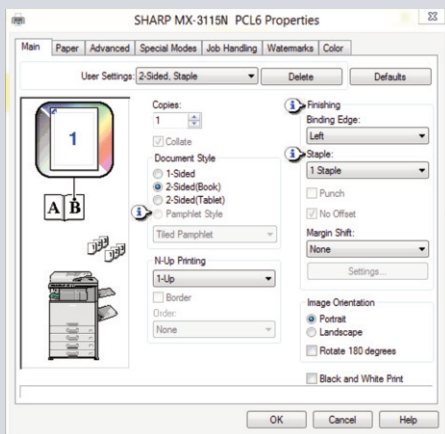 SHARP MX-3115N PCL6 Properties
Main Paper Advanced Special Modes Job Handling Watermarks Color
User Settings: 2-Sided, Staple Delete Defaults
1
A B
Copies:
1
Collate
Document Style
1-Sided
2-Sided(Book)
2-Sided(Tablet)
Pamphlet Style
Tiled Pamphlet
N-Up Printing
1-Up
Border
Order:
None
Finishing
Binding Edge:
Left
Staple:
1 Staple
Punch
No Offset
Margin Shift:
None
Settings...
Image Orientation
Portrait
Landscape
Rotate 180 degrees
Black and White Print
OK Cancel Help